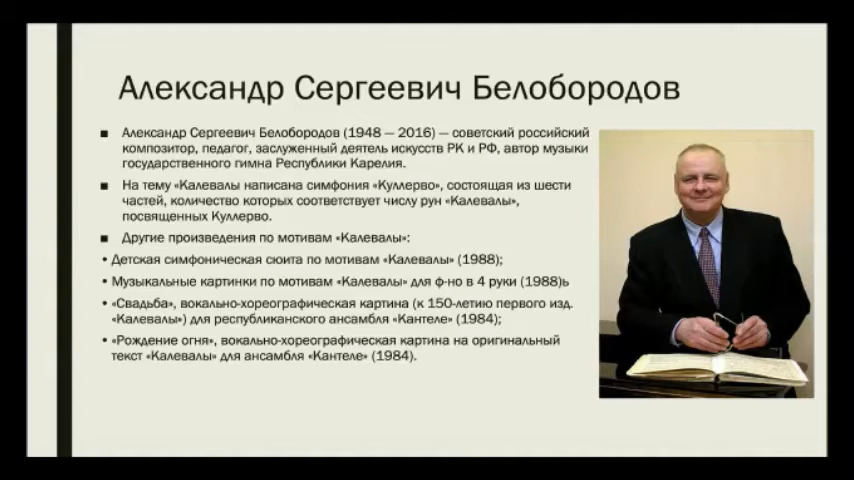 Александр Сергеевич Белобородов
▪ Александр Сергеевич Белобородов (1948 — 2016) — советский российский
композитор, педагог, заслуженный деятель искусств РК и РФ, автор музыки
государственного гимна Республики Карелия.
▪ На тему «Калевалы написана симфония «Куллерво», состоящая из шести
частей, количество которых соответствует числу рун «Калевалы»,
посвященных Куллерво.
▪ Другие произведения по мотивам «Калевалы»:
• Детская симфоническая сюита по мотивам «Калевалы» (1988);
• Музыкальные картинки по мотивам «Калевалы» для ф-но в 4 руки (1988)ь
• «Свадьба», вокально-хореографическая картина (к 150-летию первого изд.
«Калевалы») для республиканского ансамбля «Кантеле» (1984);
• «Рождение огня», вокально-хореографическая картина на оригинальный
текст «Калевалы» для ансамбля «Кантеле» (1984).